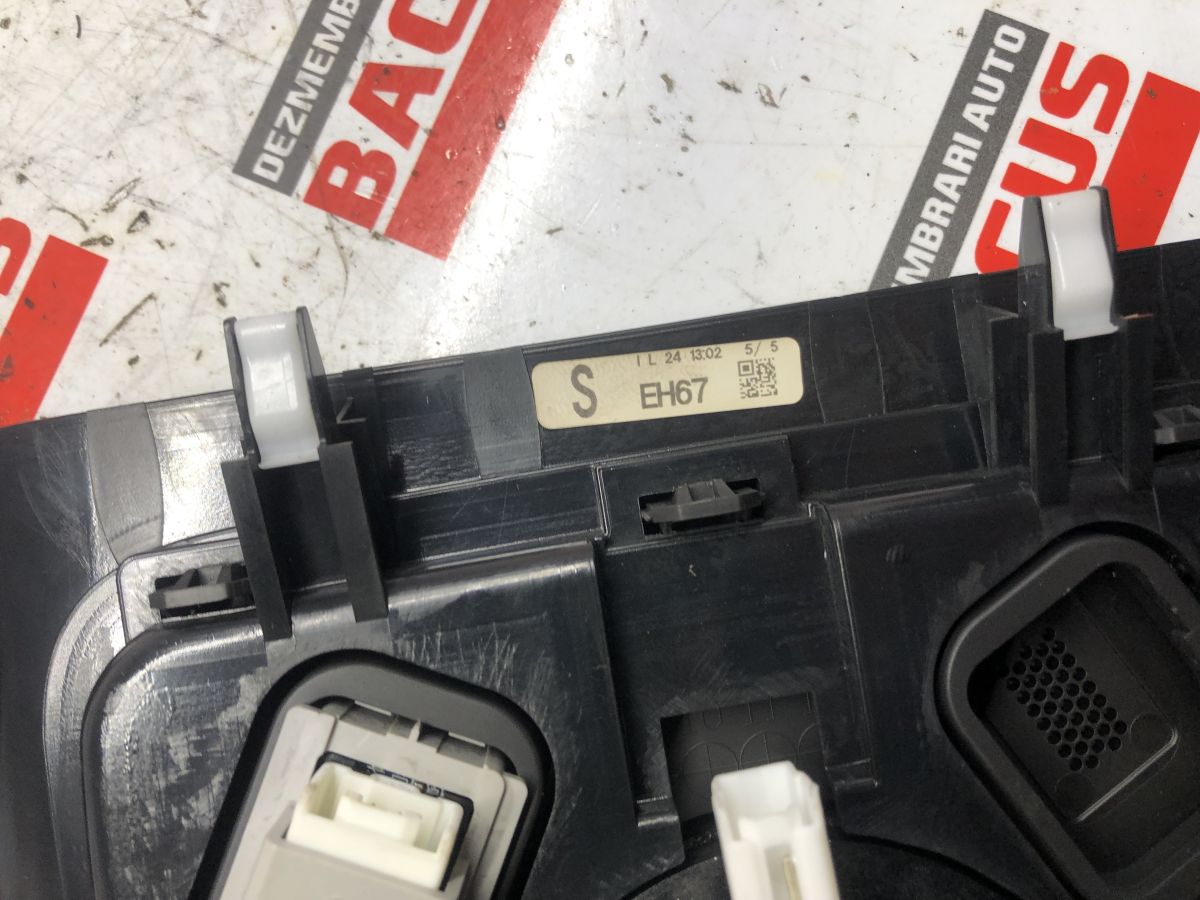 DEZMEMB
BAC
MBRARI AUTO
CUS
I L 24 13:02 5/ 5
S EH67